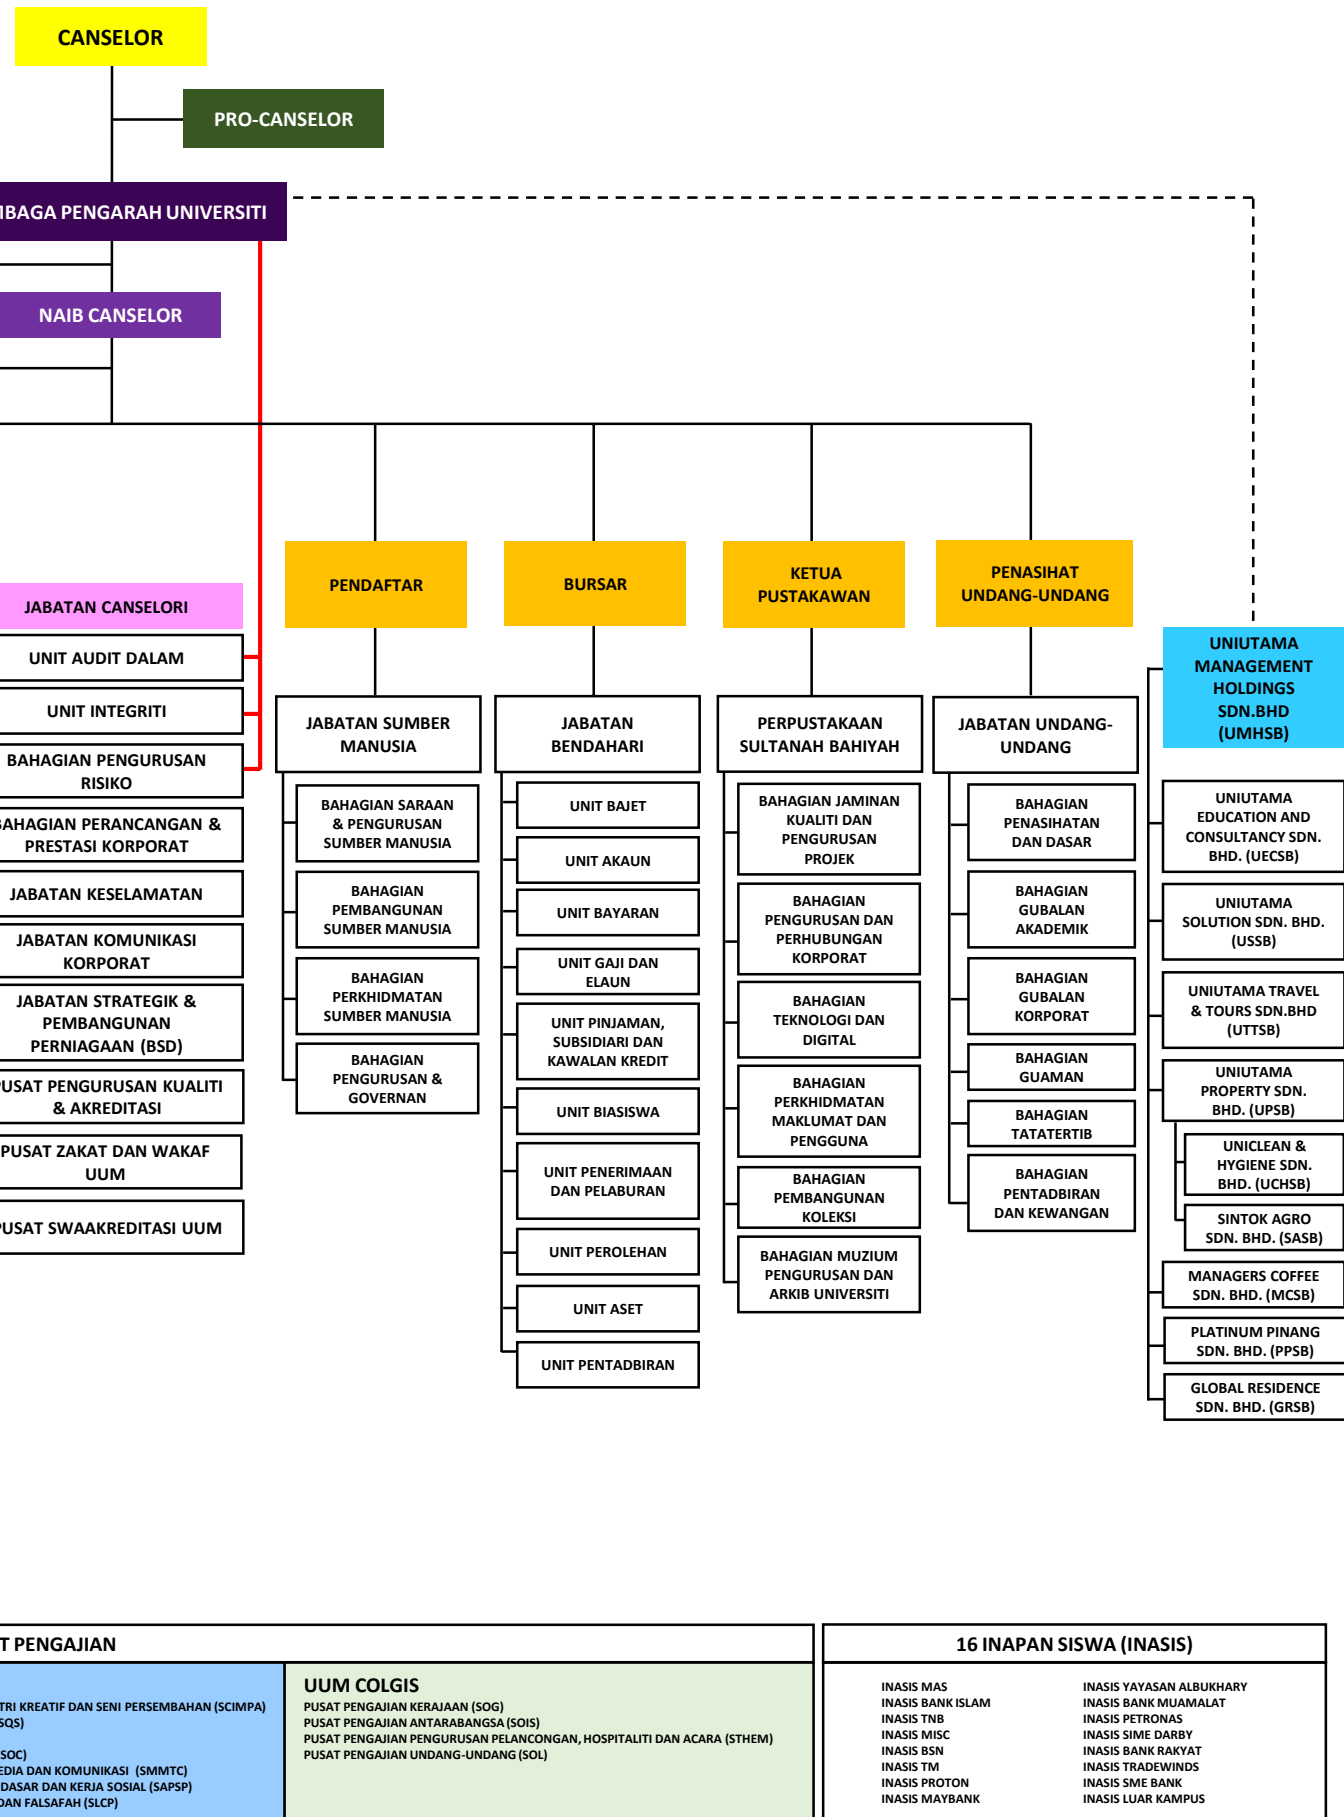 CANSELOR
PRO-CANSELOR
PENGARAH UNIVERSITI
NAIB CANSELOR
JABATAN CANSELORI
UNIT AUDIT DALAM
UNIT INTEGRITI
BAHAGIAN PENGURUSAN
RISIKO
BAHAGIAN PERANCANGAN &
PRESTASI KORPORAT
JABATAN KESELAMATAN
JABATAN KOMUNIKASI
KORPORAT
JABATAN STRATEGIK &
PEMBANGUNAN
PERNIAGAAN (BSD)
PUSAT PENGURUSAN KUALITI
& AKREDITASI
PUSAT ZAKAT DAN WAKAF
UUM
PUSAT SWAAKREDITASI UUM
PENDAFTAR
JABATAN SUMBER
MANUSIA
BAHAGIAN SARAAN
& PENGURUSAN
SUMBER MANUSIA
BAHAGIAN
PEMBANGUNAN
SUMBER MANUSIA
BAHAGIAN
PERKHIDMATAN
SUMBER MANUSIA
BAHAGIAN
PENGURUSAN &
GOVERNAN
BURSAR
JABATAN
BENDAHARI
UNIT BAJET
UNIT AKAUN
UNIT BAYARAN
UNIT GAJI DAN
ELAUN
UNIT PINJAMAN,
SUBSIDIARI DAN
KAWALAN KREDIT
UNIT BIASISWA
UNIT PENERIMAAN
DAN PELABURAN
UNIT PEROLEHAN
UNIT ASET
UNIT PENTADBIRAN
KETUA
PUSTAKAWAN
PERPUSTAKAAN
SULTANAH BAHIYAH
BAHAGIAN JAMINAN
KUALITI DAN
PENGURUSAN
PROJEK
BAHAGIAN
PENGURUSAN DAN
PERHUBUNGAN
KORPORAT
BAHAGIAN
TEKNOLOGI DAN
DIGITAL
BAHAGIAN
PERKHIDMATAN
MAKLUMAT DAN
PENGGUNA
BAHAGIAN
PEMBANGUNAN
KOLEKSI
BAHAGIAN MUZIUM
PENGURUSAN DAN
ARKIB UNIVERSITI
PENASIHAT
UNDANG-UNDANG
JABATAN UNDANG-
UNDANG
BAHAGIAN
PENASIHATAN
DAN DASAR
BAHAGIAN
GUBALAN
AKADEMIK
BAHAGIAN
GUBALAN
KORPORAT
BAHAGIAN
GUAMAN
BAHAGIAN
TATATERTIB
BAHAGIAN
PENTADBIRAN
DAN KEWANGAN
UNIUTAMA
MANAGEMENT
HOLDINGS
SDN.BHD
(UMHSB)
UNIUTAMA
EDUCATION AND
CONSULTANCY SDN.
BHD. (UECSB)
UNIUTAMA
SOLUTION SDN. BHD.
(USSB)
UNIUTAMA TRAVEL
& TOURS SDN.BHD
(UTTSB)
UNIUTAMA
PROPERTY SDN.
BHD. (UPSB)
UNICLEAN &
HYGIENE SDN.
BHD. (UCHSB)
SINTOK AGRO
SDN. BHD. (SASB)
MANAGERS COFFEE
SDN. BHD. (MCSB)
PLATINUM PINANG
SDN. BHD. (PPSB)
GLOBAL RESIDENCE
SDN. BHD. (GRSB)
T PENGAJIAN
TRI KREATIF DAN SENI PERSEMBAHAN (SCIMPA)
SQS)
SOC)
EDIA DAN KOMUNIKASI (SMMTC)
DASAR DAN KERJA SOSIAL (SAPSP)
DAN FALSAFAH (SLCP)
UUM COLGIS
PUSAT PENGAJIAN KERAJAAN (SOG)
PUSAT PENGAJIAN ANTARABANGSA (SOIS)
PUSAT PENGAJIAN PENGURUSAN PELANCONGAN, HOSPITALITI DAN ACARA (STHEM)
PUSAT PENGAJIAN UNDANG-UNDANG (SOL)
16 INAPAN SISWA (INASIS)
INASIS MAS
INASIS BANK ISLAM
INASIS TNB
INASIS MISC
INASIS BSN
INASIS TM
INASIS PROTON
INASIS MAYBANK
INASIS YAYASAN ALBUKHARY
INASIS BANK MUAMALAT
INASIS PETRONAS
INASIS SIME DARBY
INASIS BANK RAKYAT
INASIS TRADEWINDS
INASIS SME BANK
INASIS LUAR KAMPUS